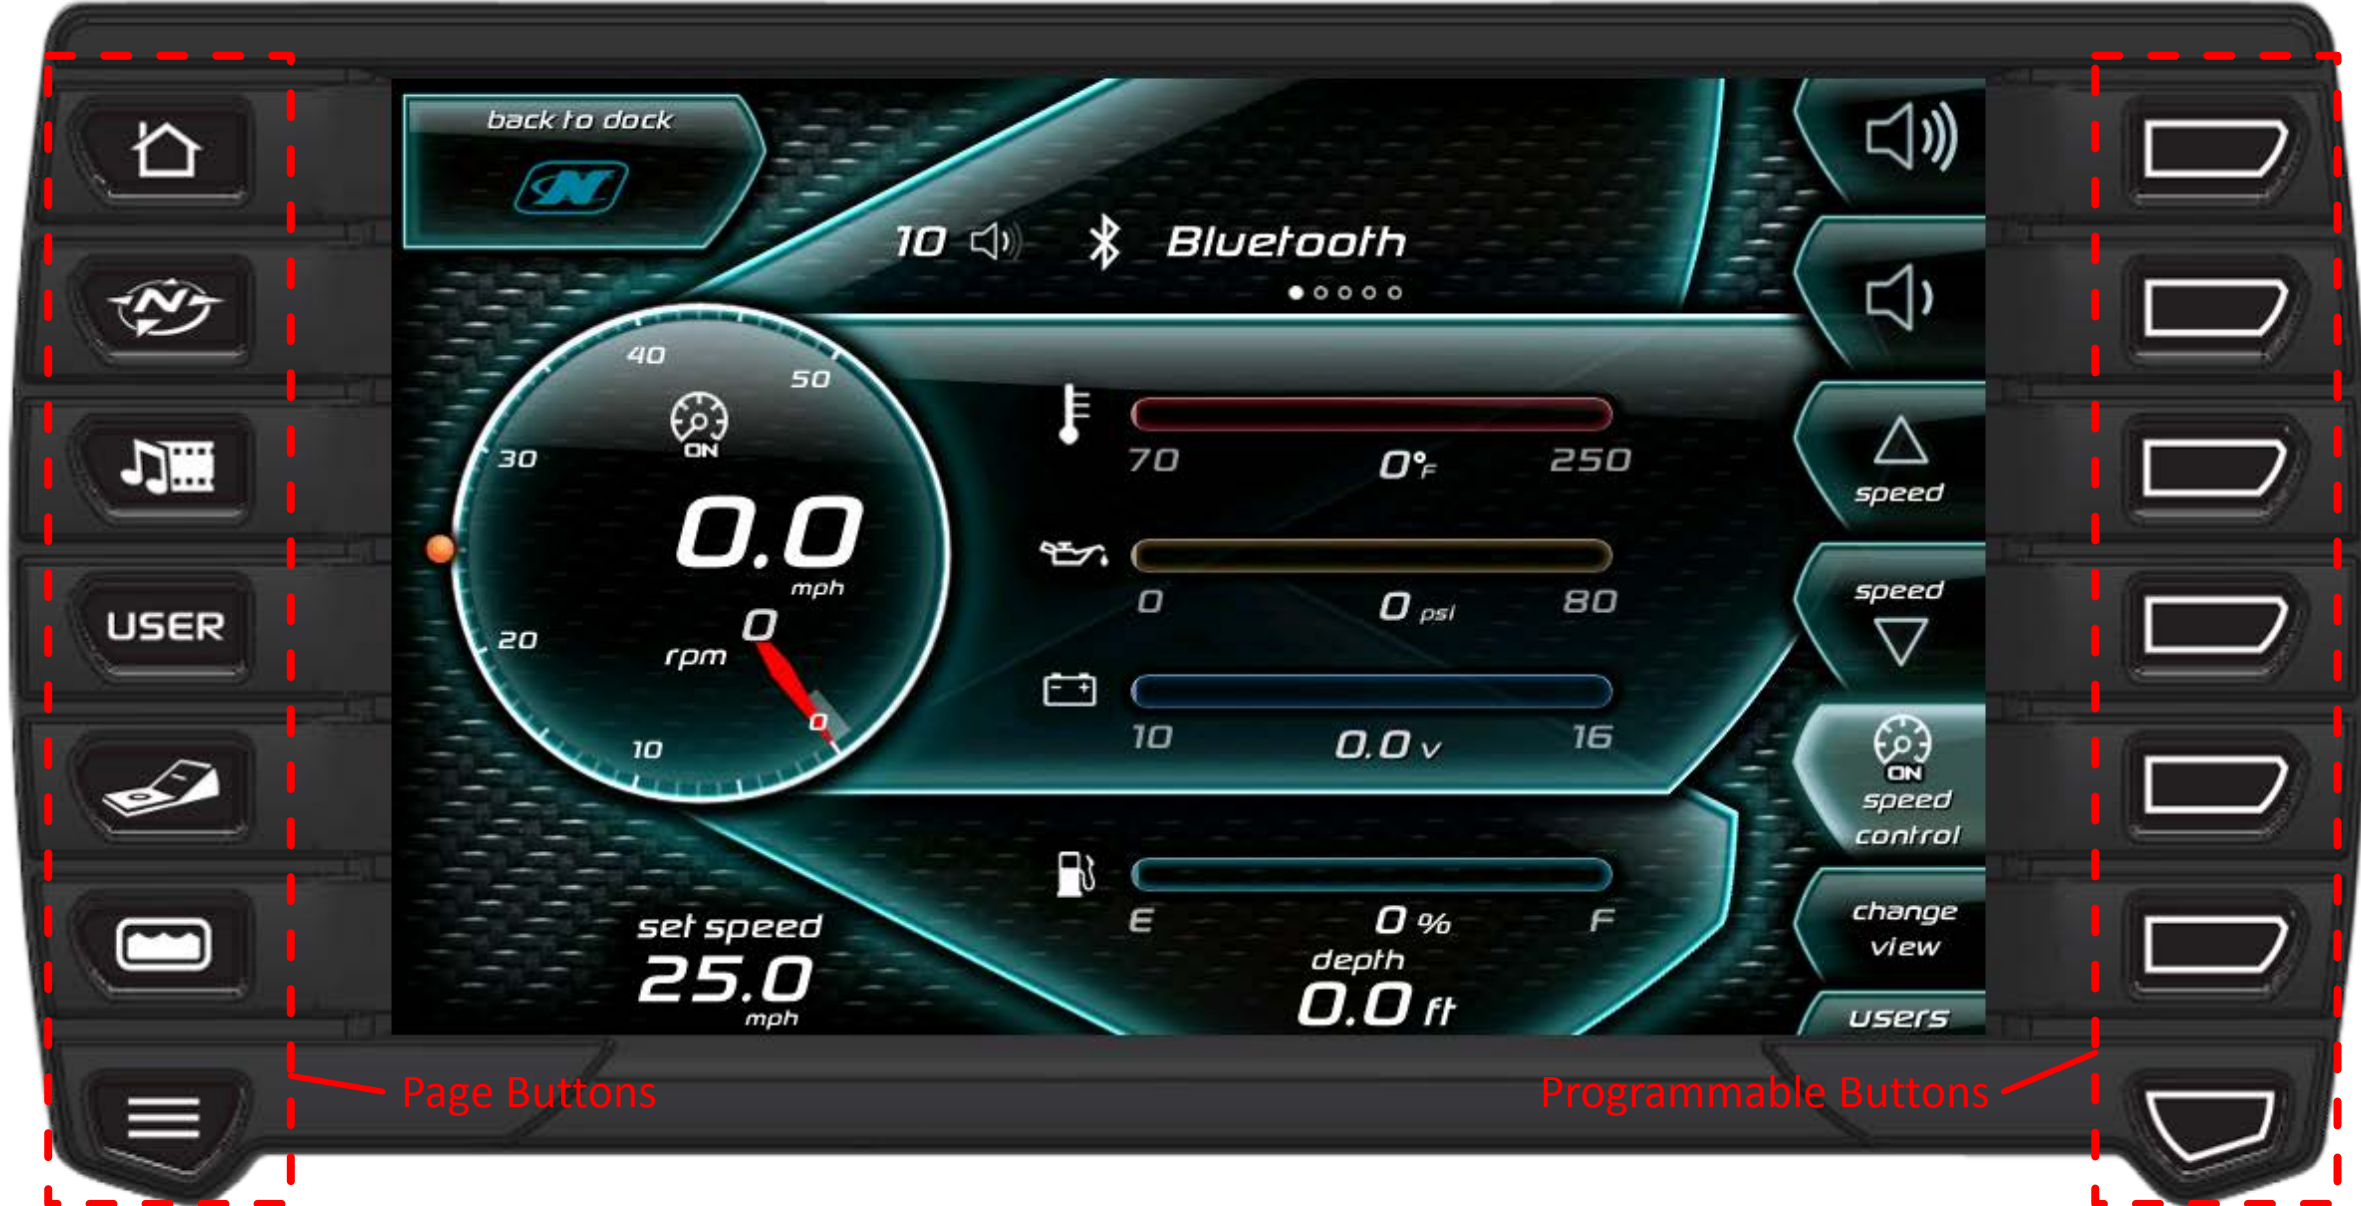 back to dock
N
10
Bluetooth
N
40
50
ON
30
70
0°F
250
speed
0.0
mph
0
80
0 psi
speed
USER
0
rpm
20
0
10
10
0.0 v
16
ON
speed
control
E
0 %
F
change
view
set speed
25.0
mph
depth
0.0 ft
users
Page Buttons
Programmable Buttons